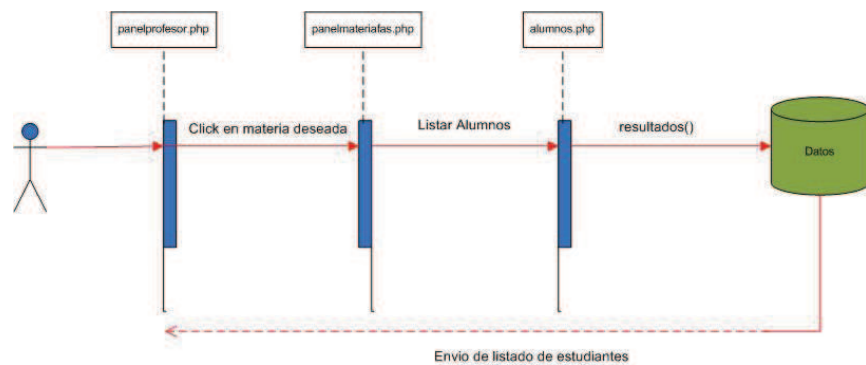 panelprofesor.php
panelmateriafas.php
alumnos.php
Click en materia deseada
Listar Alumnos
resultados()
Datos
Envio de listado de estudiantes